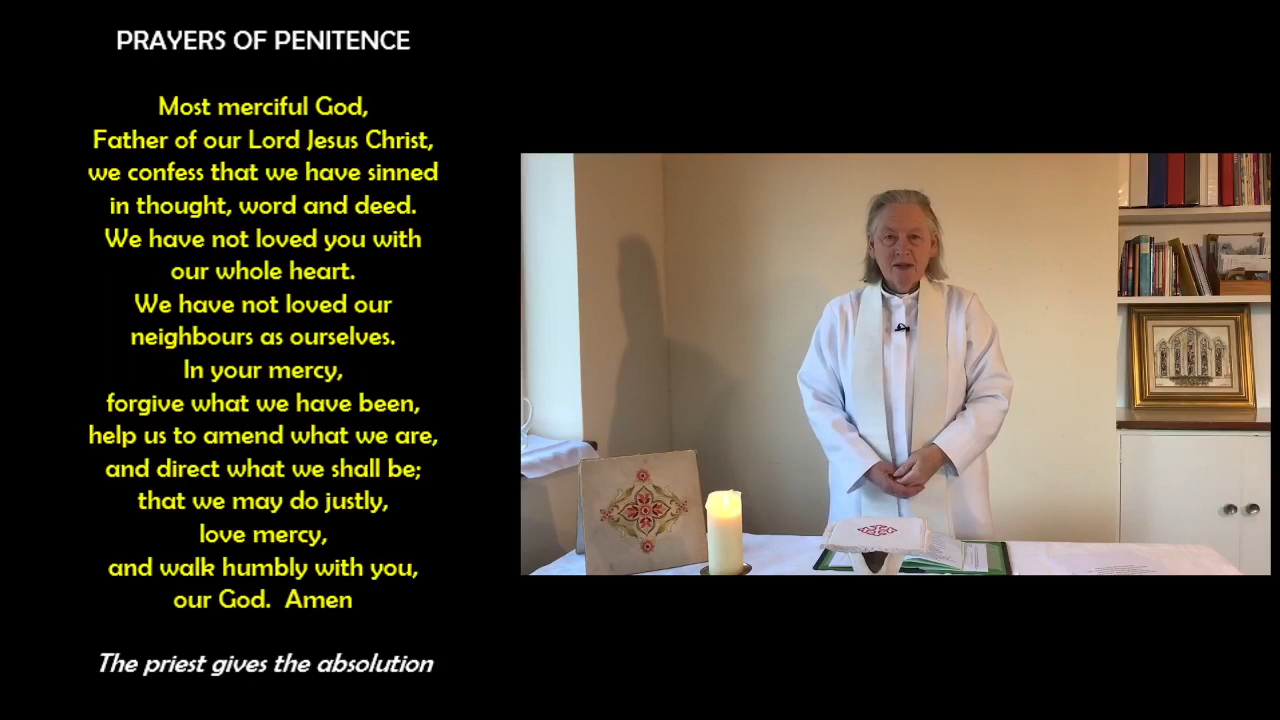 PRAYERS OF PENITENCE
Most merciful God,
Father of our Lord Jesus Christ,
we confess that we have sinned
in thought, word and deed.
We have not loved you with
our whole heart.
We have not loved our
neighbours as ourselves.
In your mercy,
forgive what we have been,
help us to amend what we are,
and direct what we shall be;
that we may do justly,
love mercy,
and walk humbly with you,
our God.  Amen
The priest gives the absolution